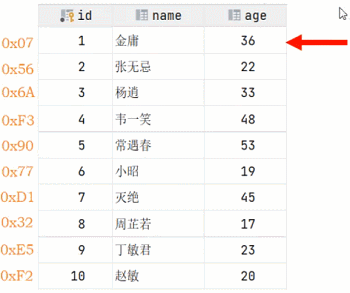 id name age
0x07 1 金庸 36
0x56 2 张无忌 22
0x6A 3 杨逍 33
0xF3 4 韦一笑 48
0x90 5 常遇春 53
0x77 6 小昭 19
0xD1 7 灭绝 45
0x32 8 周芷若 17
0xE5 9 丁敏君 23
0xF2 10 赵敏 20